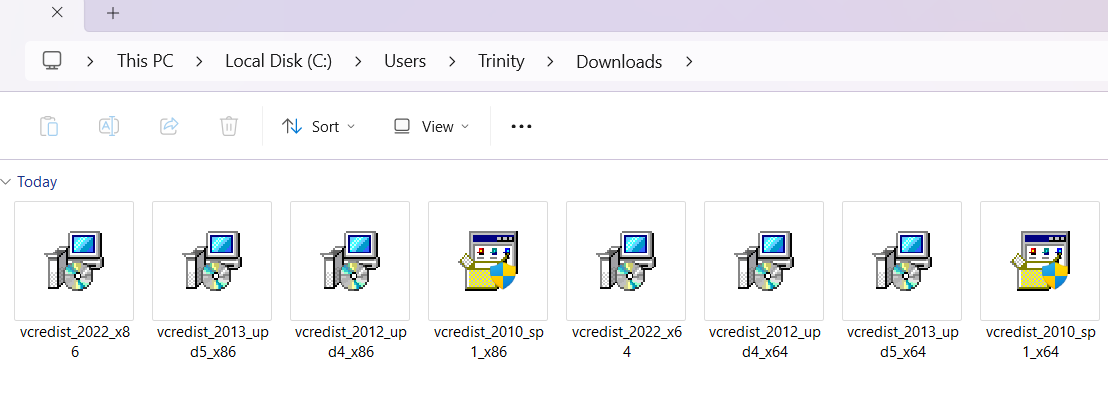 This PC
Local Disk (C:)
Users
Trinity
Downloads
Sort
View
Today
vcredist_2022_x8
6
vcredist_2013_up
d5_x86
vcredist_2012_up
d4_x86
vcredist_2010_sp
1_x86
vcredist_2022_x6
4
vcredist_2012_up
d4_x64
vcredist_2013_up
d5_x64
vcredist_2010_sp
1_x64